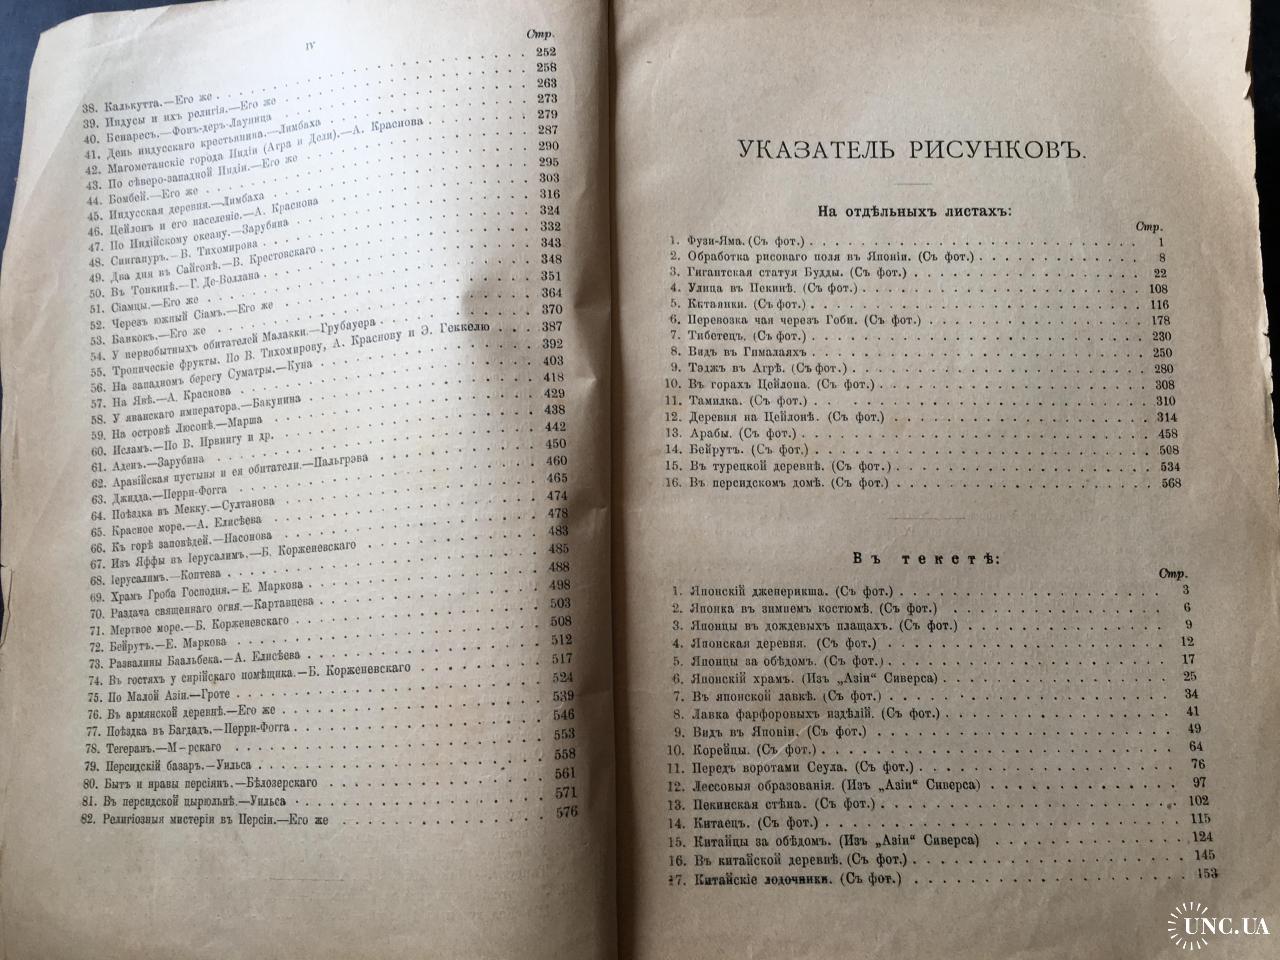 IV
Стр.
38. Калькутта.—Его же 252
39. Индусы и ихъ религія.—Его же 258
40. Бенаресъ.—Фонъ-деръ-Лауница 263
41. День индусскаго крестьянина.—Лимбаха 273
42. Магометанскіе города Индіи (Агра и Дели).—А. Краснова 279
43. По сѣверо-западной Индіи.—Его же 287
44. Бомбей.—Его же 290
45. Индусская деревня.—Лимбаха 295
46. Цейлонъ и его населеніе.—А. Краснова 303
47. По Индійскому океану.—Зарубина 316
48. Сингапуръ.—В. Тихомирова 324
49. Два дня въ Сайгонѣ.—В. Крестовскаго 332
50. Въ Тонкинѣ.—Г. Де-Воллана 343
51. Сіамцы.—Его же 348
52. Черезъ южный Сіамъ.—Его же 351
53. Банкокъ.—Его же 364
54. У первобытныхъ обитателей Малакки.—Грубауера 370
55. Тропическіе фрукты. По В. Тихомирову, А. Краснову и Э. Геккелю 387
56. На западномъ берегу Суматры.—Куна 392
57. На Явѣ.—А. Краснова 403
58. У яванскаго императора.—Бакунина 418
59. На островѣ Люсонѣ.—Марша 429
60. Исламъ.—По В. Ирвингу и др. 438
61. Аденъ.—Зарубина 442
62. Аравійская пустыня и ея обитатели.—Пальгрэва 450
63. Джидда.—Перри-Фогга 460
64. Поѣздка въ Мекку.—Султанова 465
65. Красное море.—А. Елисѣева 474
66. Къ горѣ заповѣдей.—Насонова 478
67. Изъ Яффы въ Іерусалимъ.—Б. Корженевскаго 483
68. Іерусалимъ.—Коптева 485
69. Храмъ Гроба Господня.—Е. Маркова 488
70. Раздача священнаго огня.—Картавцева 498
71. Мертвое море.—Б. Корженевскаго 503
72. Бейрутъ.—Е. Маркова 508
73. Развалины Баальбека.—А. Елисѣева 512
74. Въ гостяхъ у сирійскаго помѣщика.—Б. Корженевскаго 517
75. По Малой Азіи.—Гроте 524
76. Въ армянской деревнѣ.—Его же 539
77. Поѣздка въ Багдадъ.—Перри-Фогга 546
78. Тегеранъ.—М-рскаго 553
79. Персидскій базаръ.—Уильса 558
80. Бытъ и нравы персіянъ.—Бѣлозерскаго 561
81. Въ персидской цырюльнѣ.—Уильса 571
82. Религіозныя мистеріи въ Персіи.—Его же 576
УКАЗАТЕЛЬ РИСУНКОВЪ.
На отдѣльныхъ листахъ:
Стр.
1. Фузи-Яма. (Съ фот.) 1
2. Обработка рисоваго поля въ Японіи. (Съ фот.) 8
3. Гигантская статуя Будды. (Съ фот.) 22
4. Улица въ Пекинѣ. (Съ фот.) 108
5. Китаянки. (Съ фот.) 116
6. Перевозка чая черезъ Гоби. (Съ фот.) 178
7. Тибетецъ. (Съ фот.) 230
8. Видъ въ Гималаяхъ 250
9. Тэджъ въ Агрѣ. (Съ фот.) 280
10. Въ горахъ Цейлона. (Съ фот.) 308
11. Тамилка. (Съ фот.) 310
12. Деревня на Цейлонѣ. (Съ фот.) 314
13. Арабы. (Съ фот.) 458
14. Бейрутъ. (Съ фот.) 508
15. Въ турецкой деревнѣ. (Съ фот.) 534
16. Въ персидскомъ домѣ. (Съ фот.) 568
Въ текстѣ:
Стр.
1. Японскій дженерикша. (Съ фот.) 3
2. Японка въ зимнемъ костюмѣ. (Съ фот.) 6
3. Японцы въ дождевыхъ плащахъ. (Съ фот.) 9
4. Японская деревня. (Съ фот.) 12
5. Японцы за обѣдомъ. (Съ фот.) 17
6. Японскій храмъ. (Изъ „Азіи“ Сиверса) 25
7. Въ японской лавкѣ. (Съ фот.) 34
8. Лавка фарфоровыхъ издѣлій. (Съ фот.) 41
9. Видъ въ Японіи. (Съ фот.) 49
10. Корейцы. (Съ фот.) 64
11. Передъ воротами Сеула. (Съ фот.) 76
12. Лессовыя образованія. (Изъ „Азіи“ Сиверса) 97
13. Пекинская стѣна. (Съ фот.) 102
14. Китаецъ. (Съ фот.) 115
15. Китайцы за обѣдомъ. (Изъ „Азіи“ Сиверса) 124
16. Въ китайской деревнѣ. (Съ фот.) 145
17. Китайскіе лодочники. (Съ фот.) 153
UNC.UA